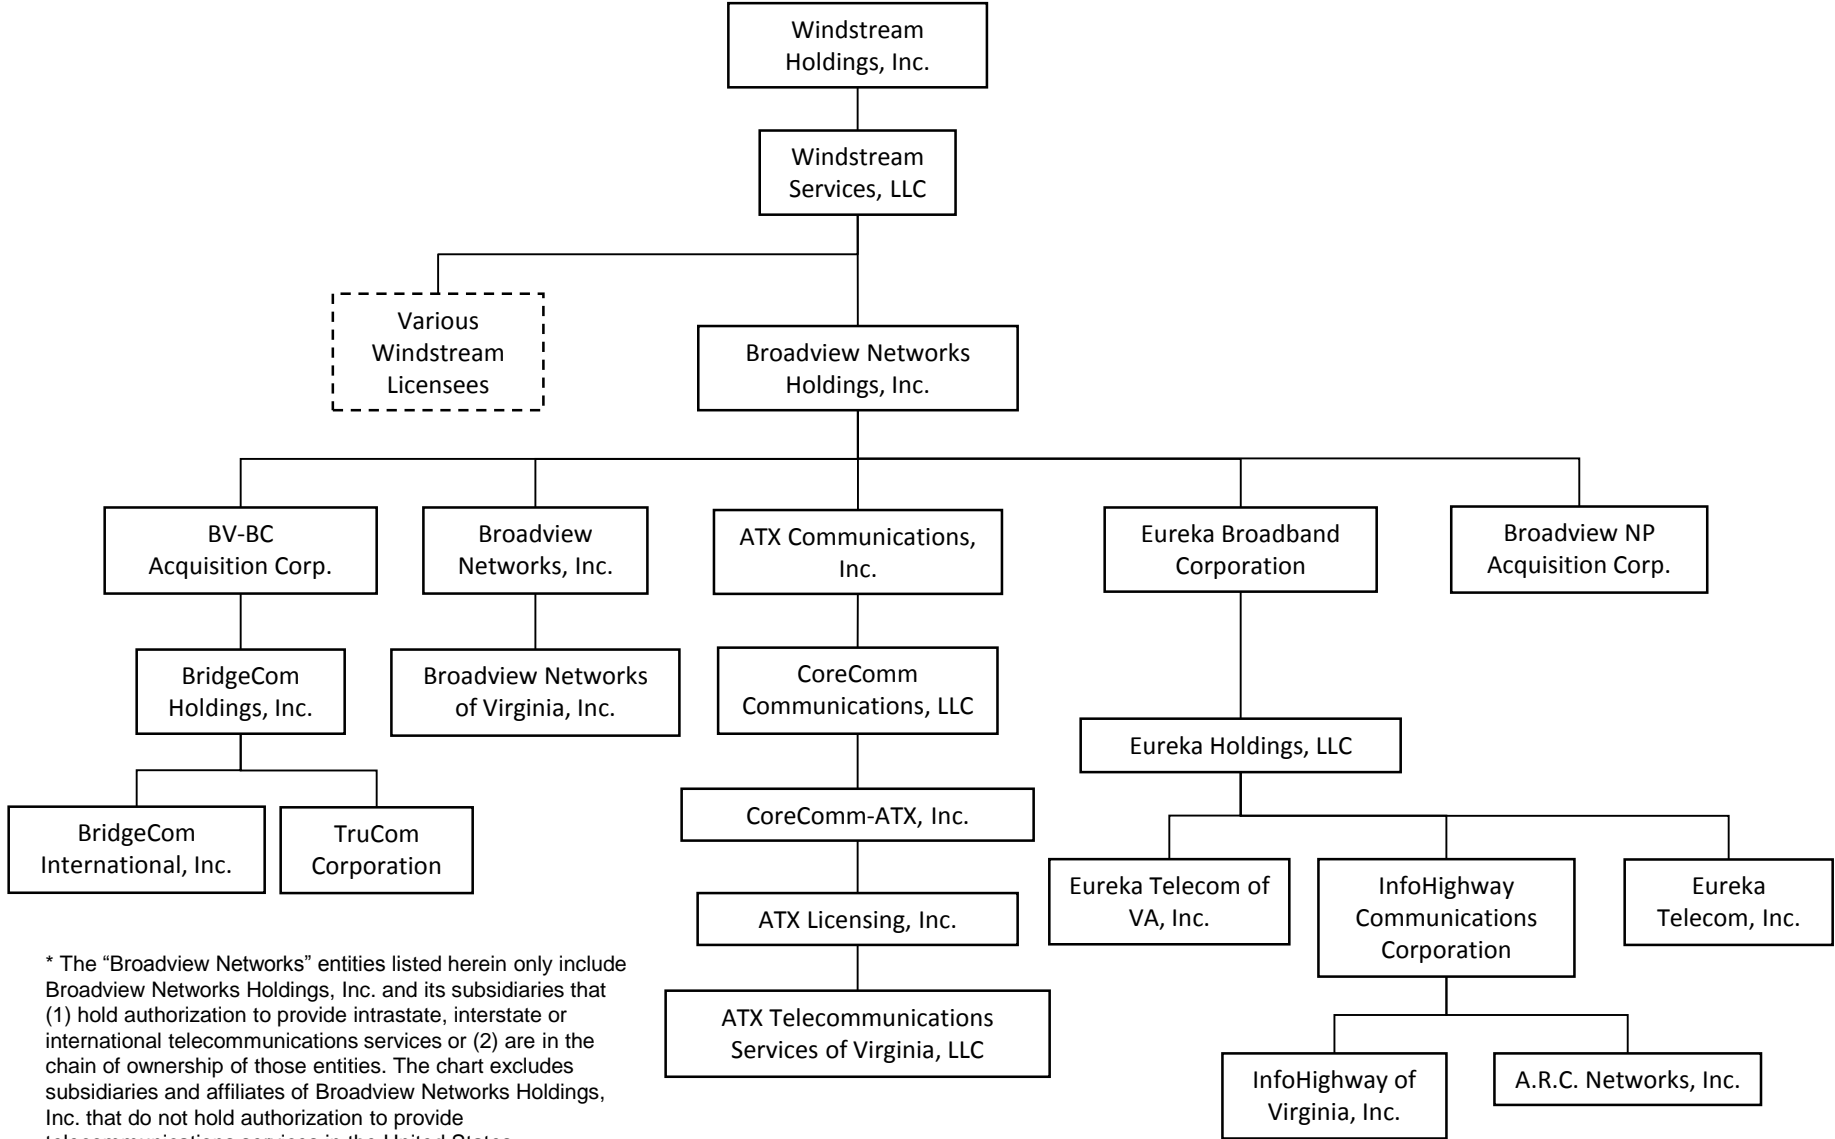 Windstream
Holdings, Inc.
Windstream
Services, LLC
Various
Windstream
Licensees
Broadview Networks
Holdings, Inc.
BV-BC
Acquisition Corp.
Broadview
Networks, Inc.
ATX Communications,
Inc.
Eureka Broadband
Corporation
Broadview NP
Acquisition Corp.
BridgeCom
Holdings, Inc.
Broadview Networks
of Virginia, Inc.
CoreComm
Communications, LLC
Eureka Holdings, LLC
BridgeCom
International, Inc.
TruCom
Corporation
CoreComm-ATX, Inc.
Eureka Telecom of
VA, Inc.
InfoHighway
Communications
Corporation
Eureka
Telecom, Inc.
ATX Licensing, Inc.
ATX Telecommunications
Services of Virginia, LLC
InfoHighway of
Virginia, Inc.
A.R.C. Networks, Inc.
* The “Broadview Networks” entities listed herein only include
Broadview Networks Holdings, Inc. and its subsidiaries that
(1) hold authorization to provide intrastate, interstate or
international telecommunications services or (2) are in the
chain of ownership of those entities. The chart excludes
subsidiaries and affiliates of Broadview Networks Holdings,
Inc. that do not hold authorization to provide
telecommunications services in the United States